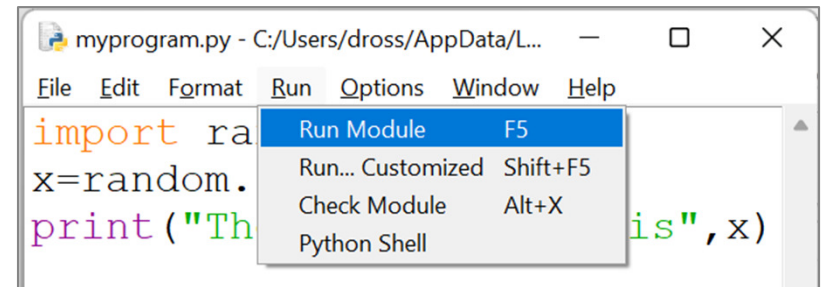 myprogram.py - C:/Users/dross/AppData/L...
File Edit Format Run Options Window Help
import ra
Run Module F5
x=random.
Run... Customized Shift+F5
Check Module Alt+X
print("Th is",x)
Python Shell